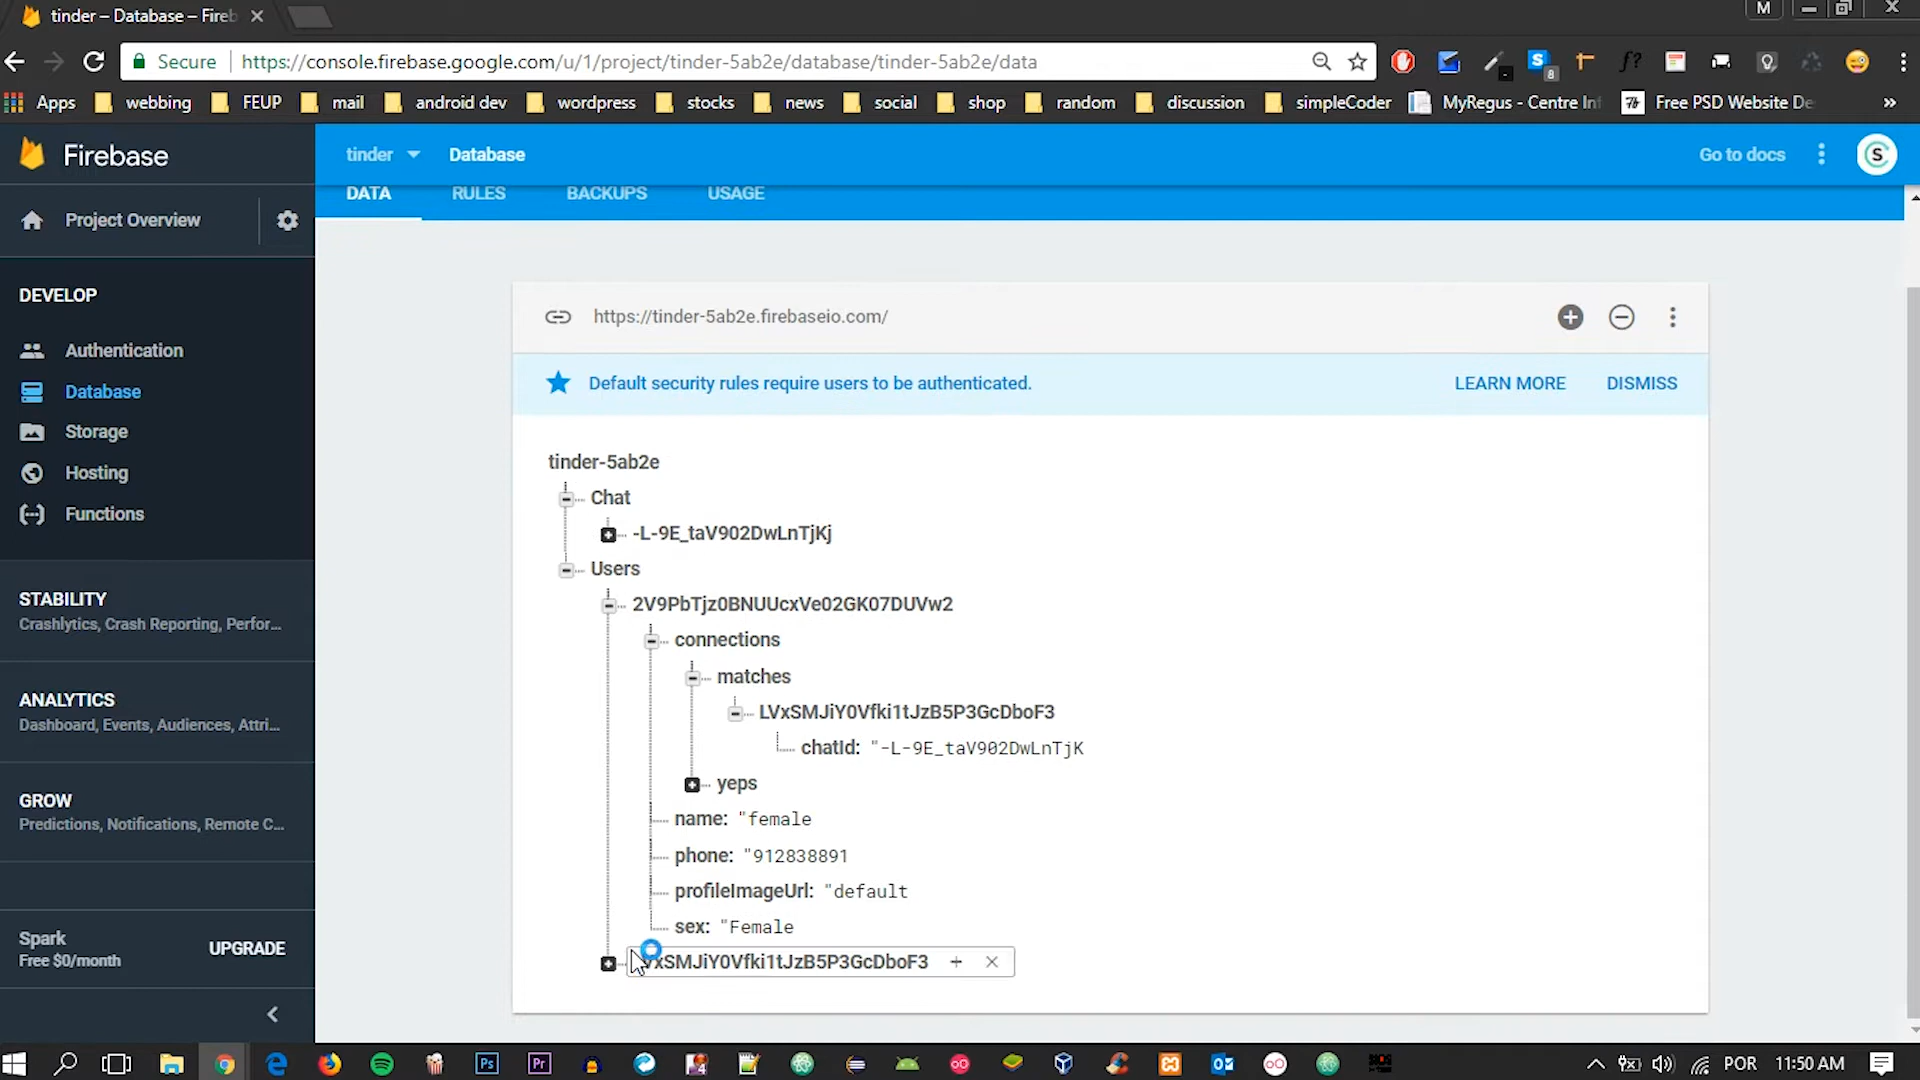 tinder – Database – Fireb
M
Secure
https://console.firebase.google.com/u/1/project/tinder-5ab2e/database/tinder-5ab2e/data
Apps webbing FEUP mail android dev wordpress stocks news social shop random discussion simpleCoder MyRegus - Centre Inf Free PSD Website De »
Firebase
tinder Database Go to docs S
DATA RULES BACKUPS USAGE
Project Overview
DEVELOP
Authentication
Database
Storage
Hosting
Functions
STABILITY
Crashlytics, Crash Reporting, Perfor...
ANALYTICS
Dashboard, Events, Audiences, Attri...
GROW
Predictions, Notifications, Remote C...
Spark
Free $0/month
UPGRADE
https://tinder-5ab2e.firebaseio.com/
Default security rules require users to be authenticated. LEARN MORE DISMISS
tinder-5ab2e
Chat
-L-9E_taV902DwLnTjKj
Users
2V9PbTjz0BNUUcxVe02GK07DUVw2
connections
matches
LVxSMJiY0Vfki1tJzB5P3GcDboF3
chatId: "-L-9E_taV902DwLnTjK
yeps
name: "female
phone: "912838891
profileImageUrl: "default
sex: "Female
VxSMJiY0Vfki1tJzB5P3GcDboF3
POR 11:50 AM